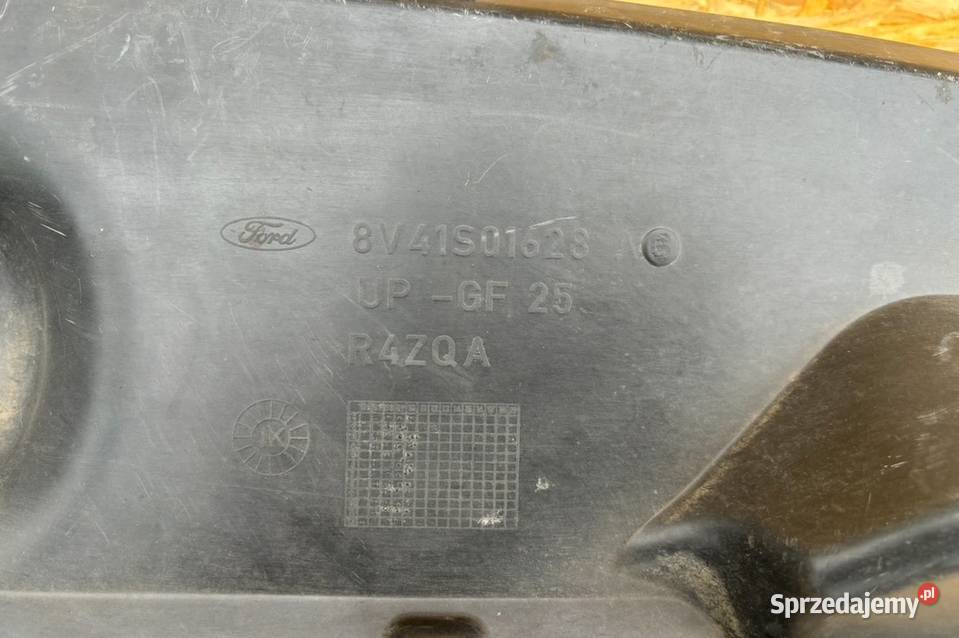 Ford 8V41S01628
UP -GF 25
R4ZQA
Sprzedajemy.pl